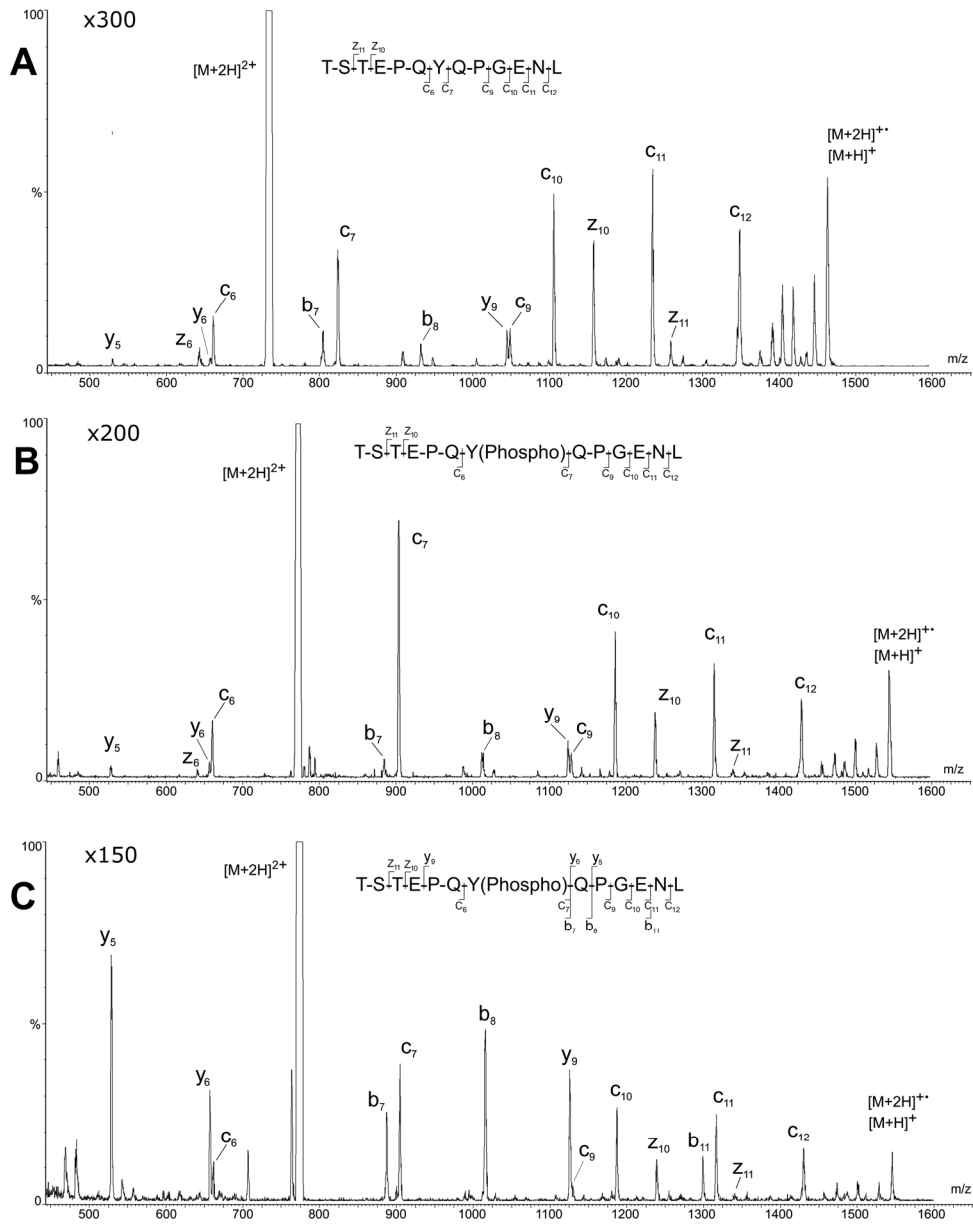 100
x300
A
[M+2H]2+
z11 z10
T-S-T-E-P-Q-Y-Q-P-G-E-N-L
c6 c7 c9 c10 c11 c12
[M+2H]+•
[M+H]+
%
y5
z6
y6
c6
b7
c7
b8
y9
c9
c10
z10
c11
z11
c12
0
m/z
500 600 700 800 900 1000 1100 1200 1300 1400 1500 1600
100
x200
B
[M+2H]2+
z11 z10
T-S-T-E-P-Q-Y(Phospho)-Q-P-G-E-N-L
c6 c7 c9 c10 c11 c12
[M+2H]+•
[M+H]+
%
y5
z6
y6
c6
b7
c7
b8
y9
c9
c10
z10
c11
z11
c12
0
m/z
500 600 700 800 900 1000 1100 1200 1300 1400 1500 1600
100
x150
C
[M+2H]2+
z11 z10 y9 y6 y5
T-S-T-E-P-Q-Y(Phospho)-Q-P-G-E-N-L
c6 c7 c9 c10 c11 c12
b7 b8 b11
[M+2H]+•
[M+H]+
%
y5
y6
c6
b7
c7
b8
y9
c9
c10
z10
b11
c11
z11
c12
0
m/z
500 600 700 800 900 1000 1100 1200 1300 1400 1500 1600